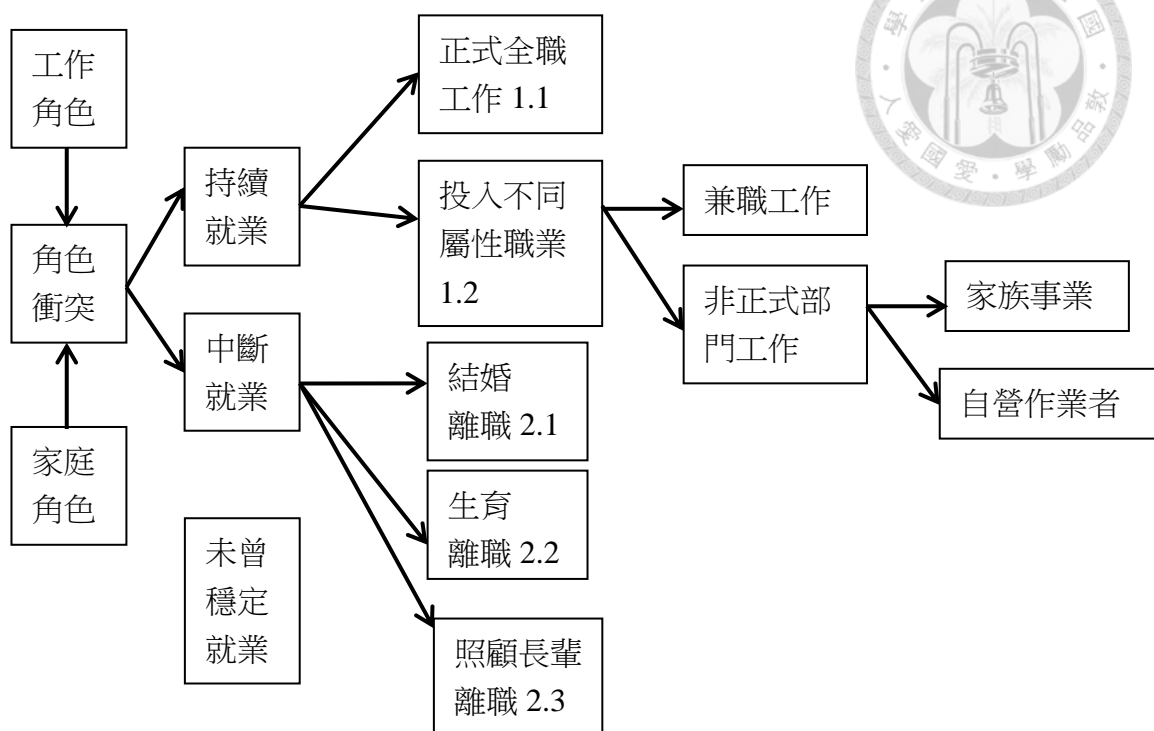 工作
角色
角色
衝突
家庭
角色
持續
就業
中斷
就業
未曾
穩定
就業
正式全職
工作 1.1
投入不同
屬性職業
1.2
結婚
離職 2.1
生育
離職 2.2
照顧長輩
離職 2.3
兼職工作
非正式部
門工作
家族事業
自營作業者